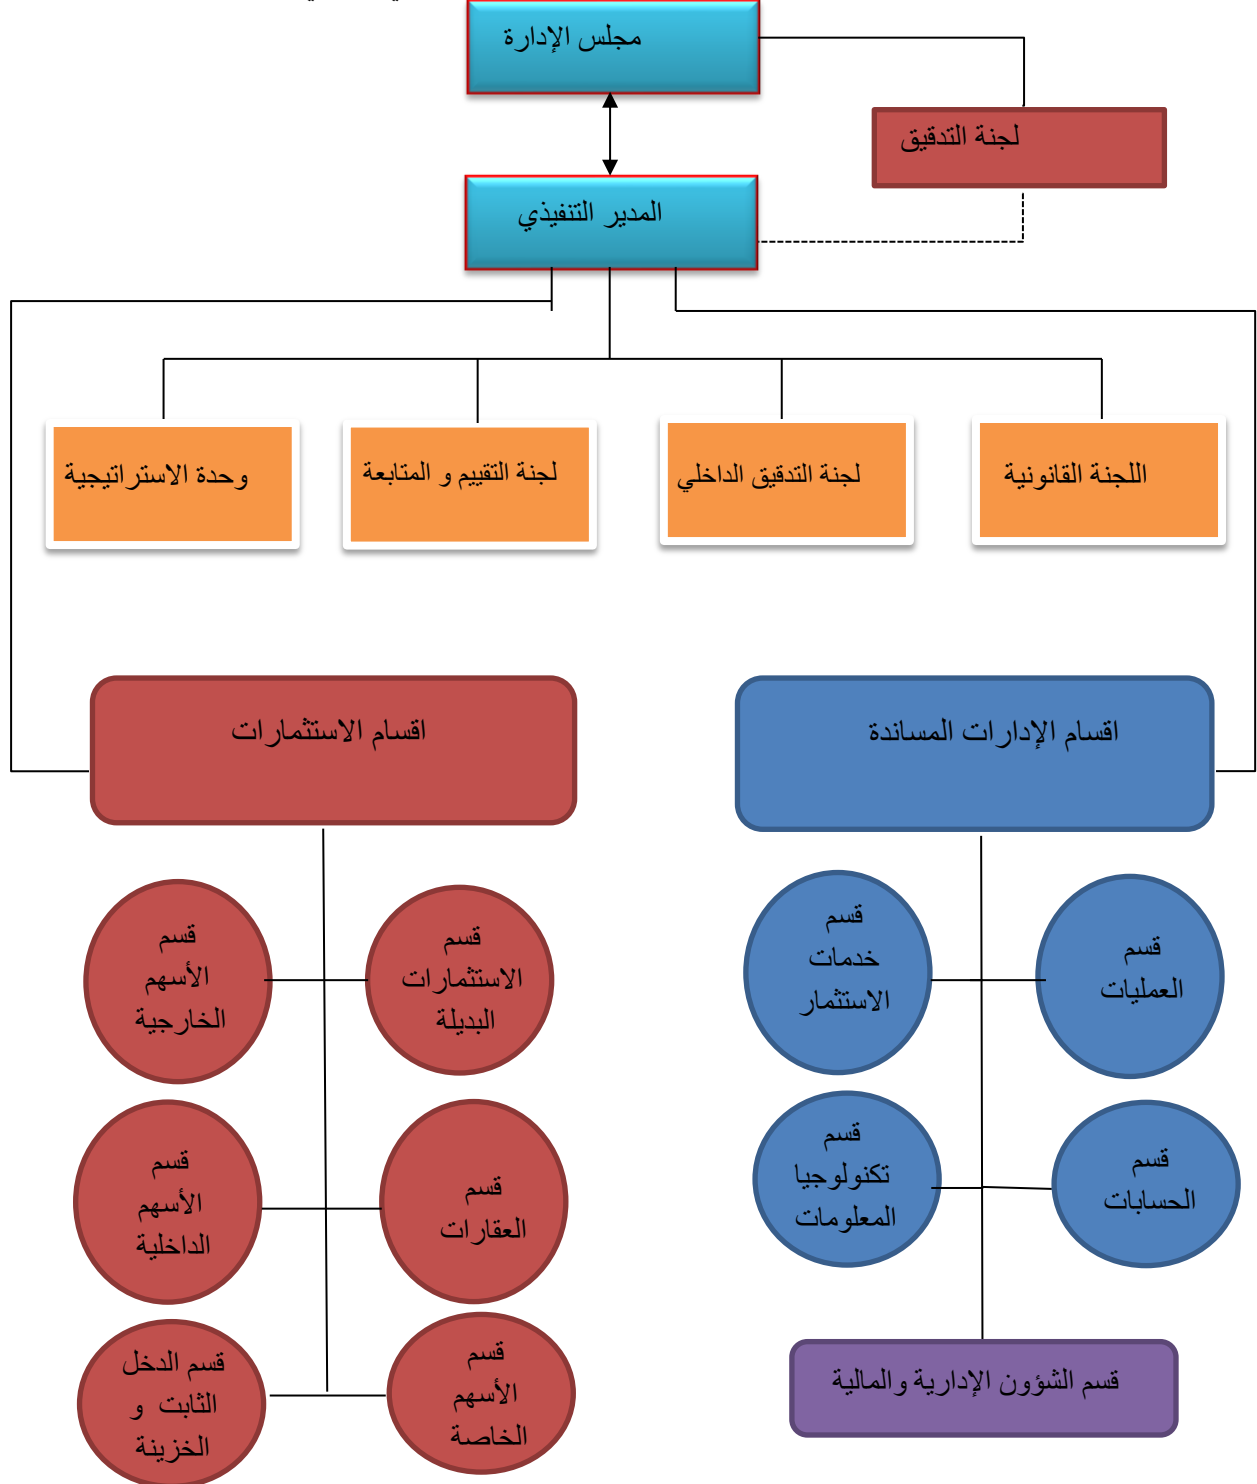 مجلس الإدارة
لجنة التدقيق
المدير التنفيذي
اللجنة القانونية
لجنة التدقيق الداخلي
لجنة التقييم و المتابعة
وحدة الاستراتيجية
اقسام الإدارات المساندة
اقسام الاستثمارات
قسم
العمليات
قسم
خدمات
الاستثمار
قسم
الاستثمارات
البديلة
قسم
الأسهم
الخارجية
قسم
الحسابات
قسم
تكنولوجيا
المعلومات
قسم
العقارات
قسم
الأسهم
الداخلية
قسم الشؤون الإدارية والمالية
قسم
الأسهم
الخاصة
قسم الدخل
الثابت و
الخزينة